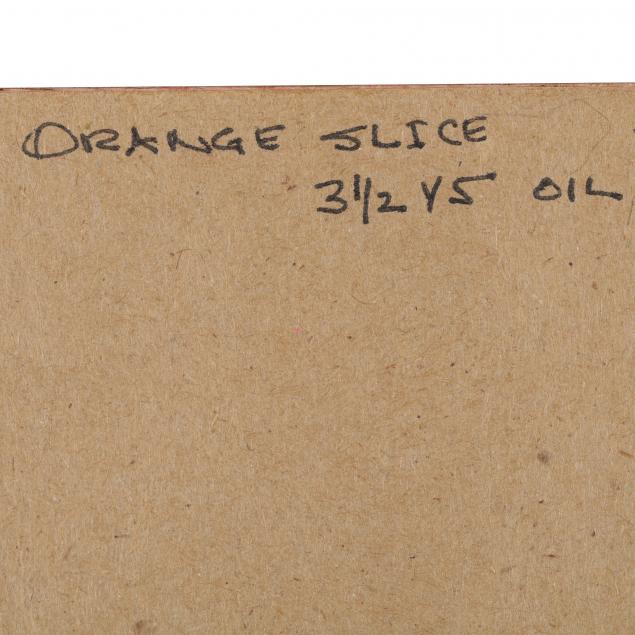 ORANGE SLICE
3 1/2 X 5 OIL